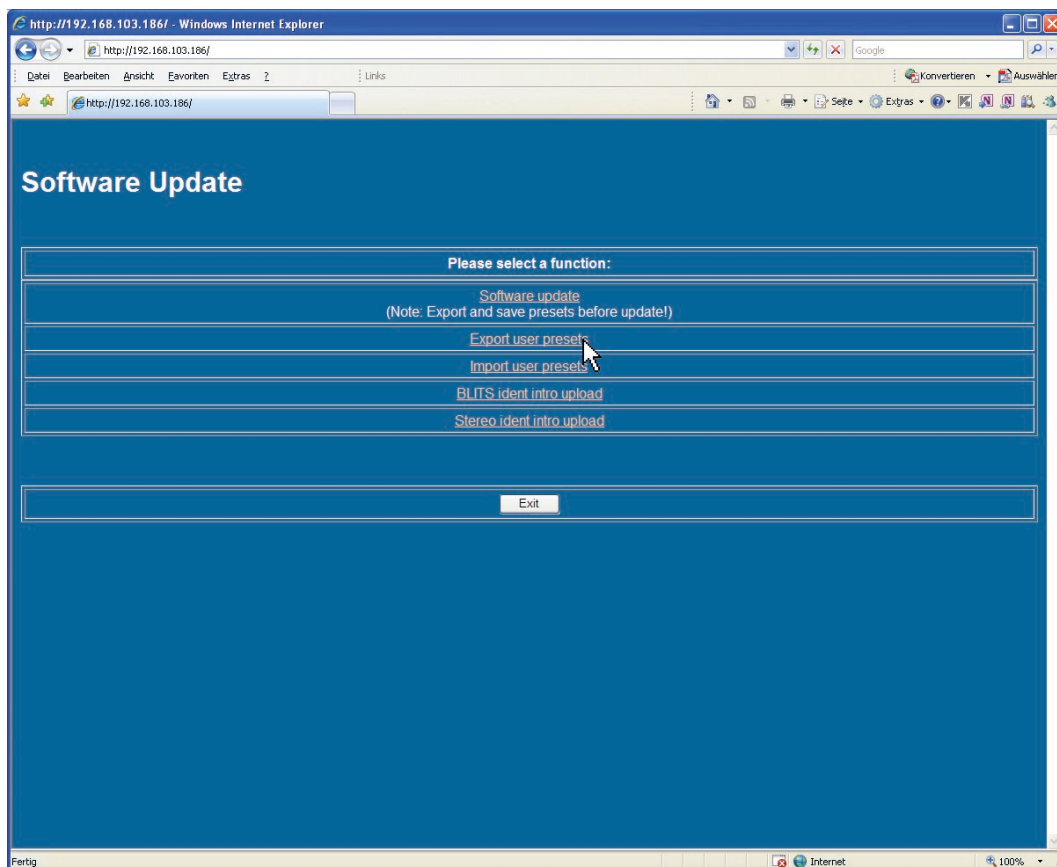 http://192.168.103.186/ - Windows Internet Explorer
http://192.168.103.186/
Google
Datei Bearbeiten Ansicht Favoriten Extras ?
Links
Konvertieren
Auswählen
http://192.168.103.186/
Seite
Extras
Software Update
Please select a function:
Software update
(Note: Export and save presets before update!)
Export user presets
Import user presets
BLITS ident intro upload
Stereo ident intro upload
Exit
Fertig
Internet
100%